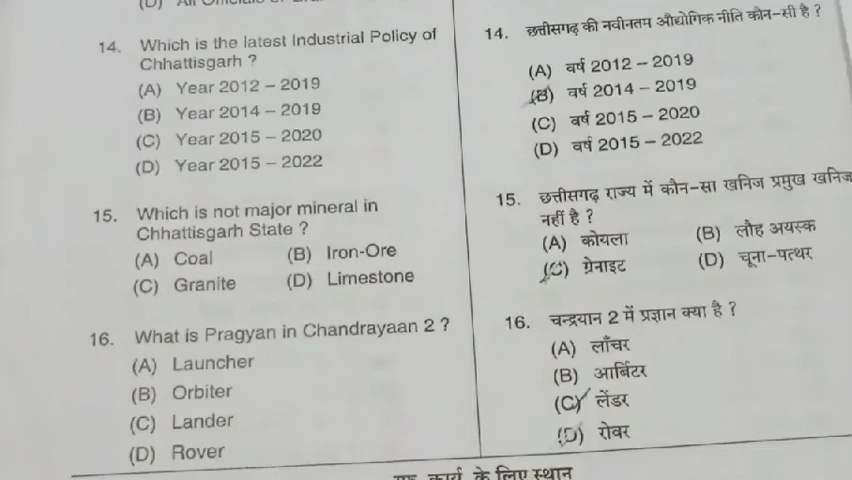 14. Which is the latest Industrial Policy of
Chhattisgarh ?
(A) Year 2012 – 2019
(B) Year 2014 – 2019
(C) Year 2015 – 2020
(D) Year 2015 – 2022
15. Which is not major mineral in
Chhattisgarh State ?
(A) Coal (B) Iron-Ore
(C) Granite (D) Limestone
16. What is Pragyan in Chandrayaan 2 ?
(A) Launcher
(B) Orbiter
(C) Lander
(D) Rover
14. छत्तीसगढ़ की नवीनतम औद्योगिक नीति कौन-सी है ?
(A) वर्ष 2012 – 2019
(B) वर्ष 2014 – 2019
(C) वर्ष 2015 – 2020
(D) वर्ष 2015 – 2022
15. छत्तीसगढ़ राज्य में कौन-सा खनिज प्रमुख खनिज
नहीं है ?
(A) कोयला (B) लौह अयस्क
(C) ग्रेनाइट (D) चूना-पत्थर
16. चन्द्रयान 2 में प्रज्ञान क्या है ?
(A) लाँचर
(B) आर्बिटर
(C) लेंडर
(D) रोवर
कार्य के लिए स्थान